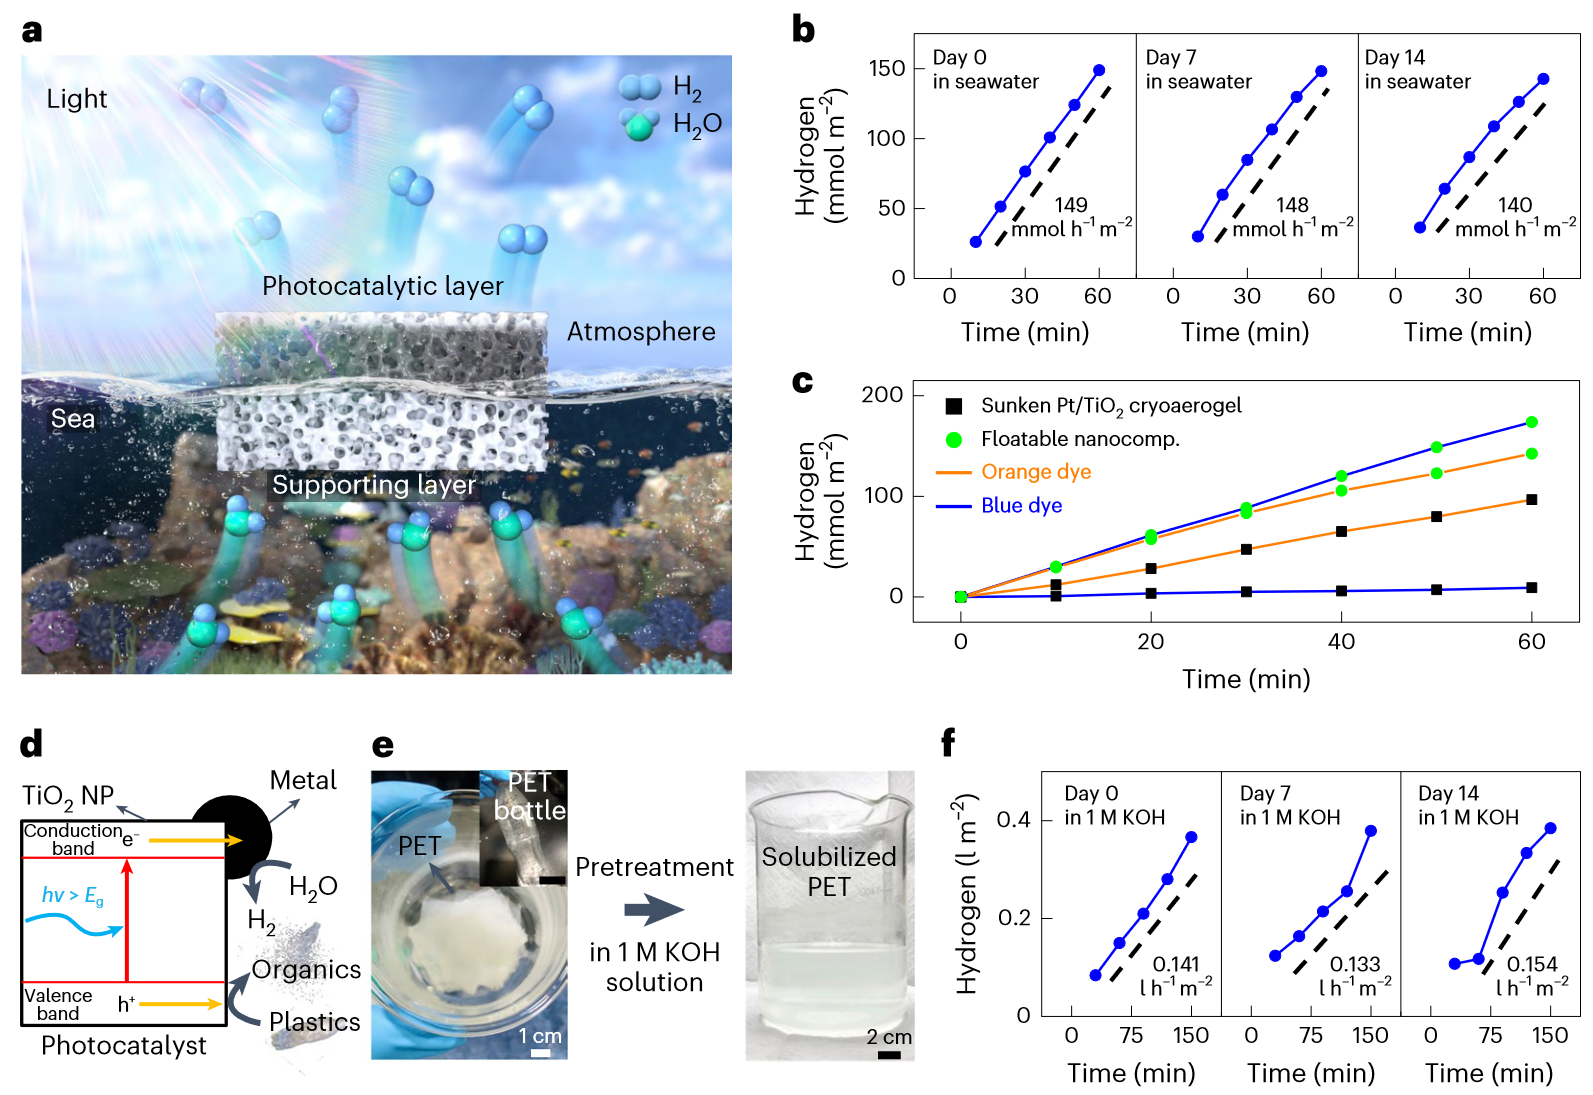 a
Light
H₂
H₂O
Photocatalytic layer
Atmosphere
Sea
Supporting layer
b
Hydrogen
(mmol m⁻²)
150
100
50
0
Day 0
in seawater
149
mmol h⁻¹ m⁻²
Day 7
in seawater
148
mmol h⁻¹ m⁻²
Day 14
in seawater
140
mmol h⁻¹ m⁻²
0 30 60
0 30 60
0 30 60
Time (min)
Time (min)
Time (min)
c
Hydrogen
(mmol m⁻²)
200
100
0
Sunken Pt/TiO₂ cryoaerogel
Floatable nanocomp.
Orange dye
Blue dye
0 20 40 60
Time (min)
d
TiO₂ NP
Metal
Conduction
band
e⁻
hv > E₉
H₂O
H₂
Organics
Valence
band
h⁺
Plastics
Photocatalyst
e
PET
PET
bottle
1 cm
Pretreatment
in 1 M KOH
solution
Solubilized
PET
2 cm
f
Hydrogen (l m⁻²)
0.4
0.2
0
Day 0
in 1 M KOH
0.141
l h⁻¹ m⁻²
Day 7
in 1 M KOH
0.133
l h⁻¹ m⁻²
Day 14
in 1 M KOH
0.154
l h⁻¹ m⁻²
0 75 150
0 75 150
0 75 150
Time (min)
Time (min)
Time (min)